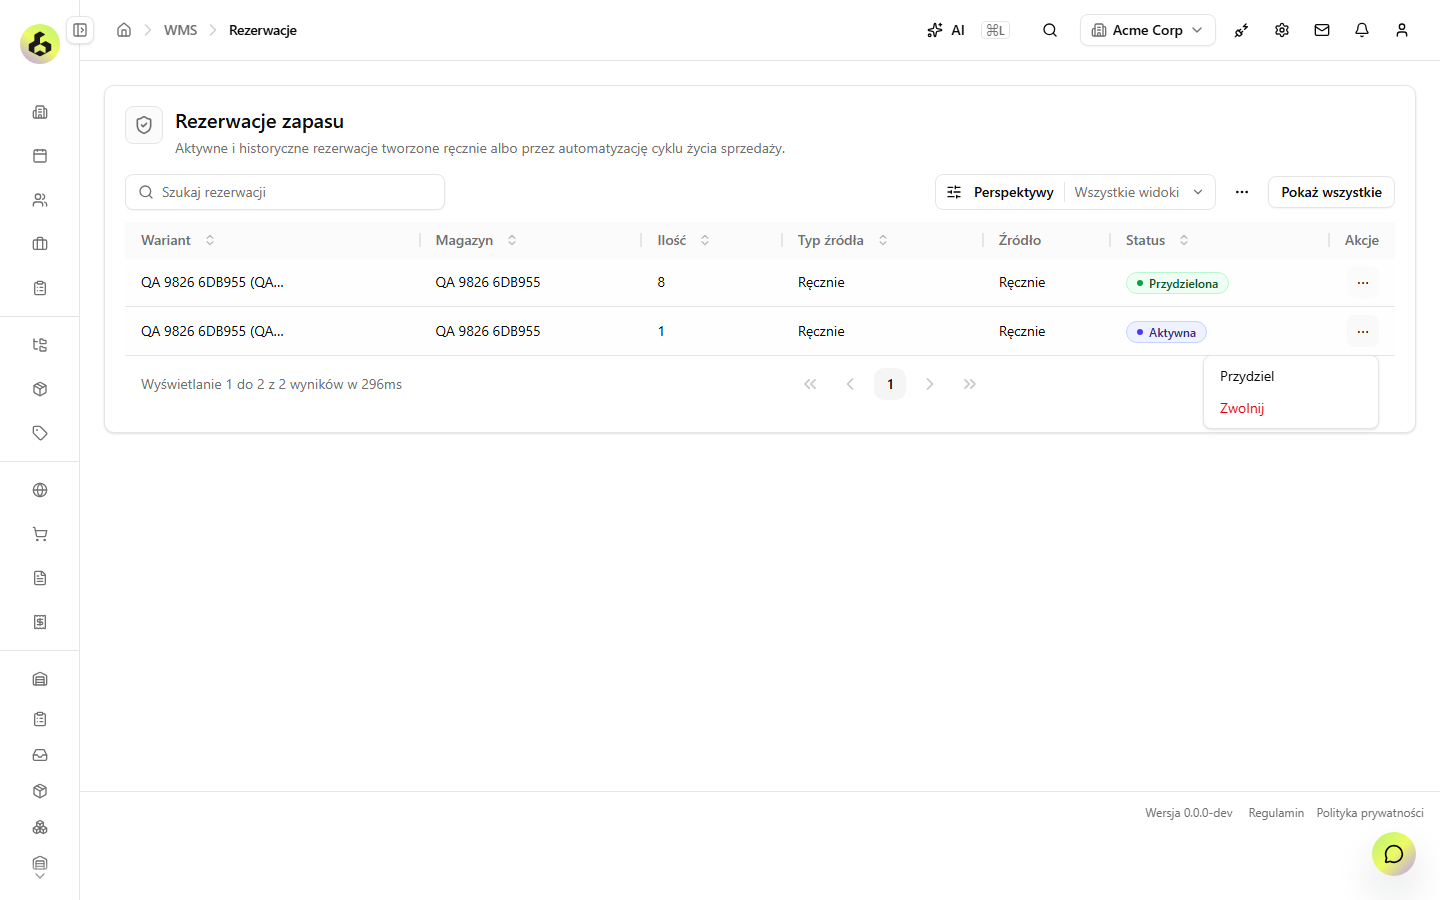 WMS
Rezerwacje
AI
⌘L
Acme Corp
Rezerwacje zapasu
Aktywne i historyczne rezerwacje tworzone ręcznie albo przez automatyzację cyklu życia sprzedaży.
Szukaj rezerwacji
Perspektywy
Wszystkie widoki
Pokaż wszystkie
Wariant Magazyn Ilość Typ źródła Źródło Status Akcje
QA 9826 6DB955 (QA... QA 9826 6DB955 8 Ręcznie Ręcznie Przydzielona
QA 9826 6DB955 (QA... QA 9826 6DB955 1 Ręcznie Ręcznie Aktywna
Przydziel
Zwolnij
Wyświetlanie 1 do 2 z 2 wyników w 296ms
1
Wersja 0.0.0-dev Regulamin Polityka prywatności